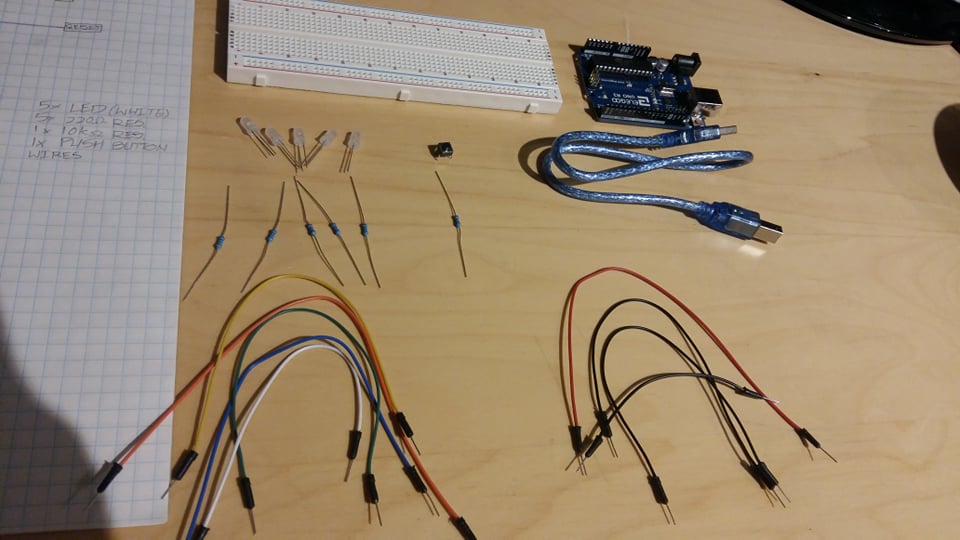 RESET
5x LED (WHITE)
5x 220Ω RES
1x 10kΩ RES
1x PUSH BUTTON
WIRES
ELEGOO
UNO R3